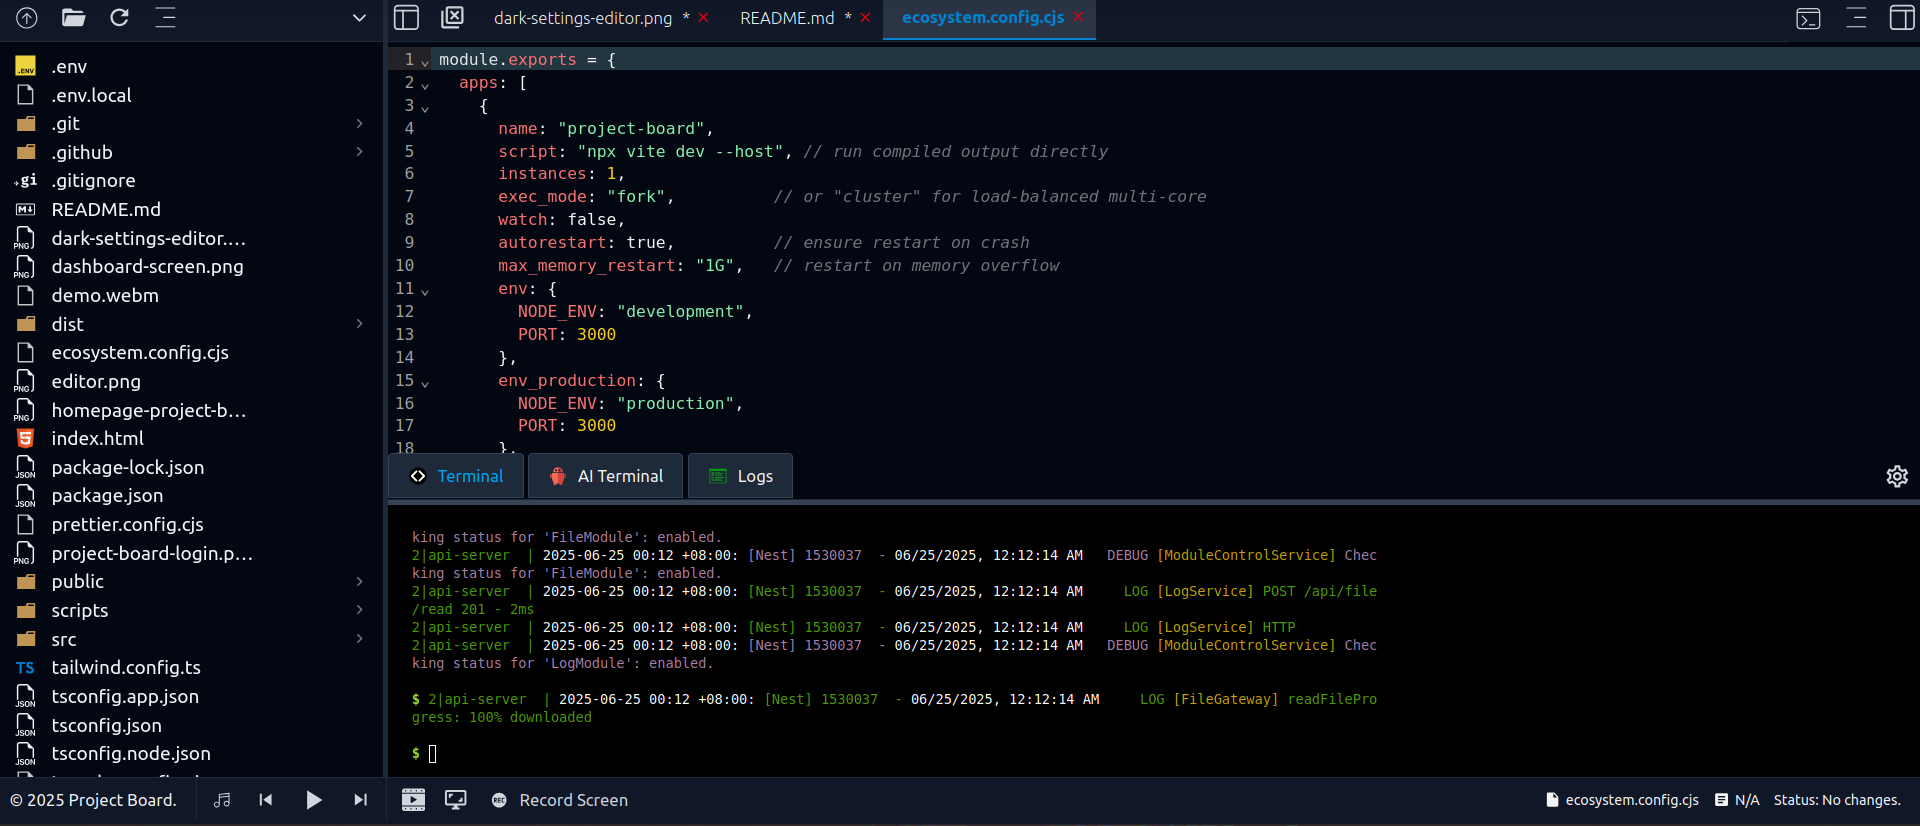 dark-settings-editor.png * ×
README.md * ×
ecosystem.config.cjs ×
.env
.env.local
.git
.github
.gitignore
README.md
dark-settings-editor....
dashboard-screen.png
demo.webm
dist
ecosystem.config.cjs
editor.png
homepage-project-b...
index.html
package-lock.json
package.json
prettier.config.cjs
project-board-login.p...
public
scripts
src
tailwind.config.ts
tsconfig.app.json
tsconfig.json
tsconfig.node.json
1 module.exports = {
2 apps: [
3 {
4 name: "project-board",
5 script: "npx vite dev --host", // run compiled output directly
6 instances: 1,
7 exec_mode: "fork", // or "cluster" for load-balanced multi-core
8 watch: false,
9 autorestart: true, // ensure restart on crash
10 max_memory_restart: "1G", // restart on memory overflow
11 env: {
12 NODE_ENV: "development",
13 PORT: 3000
14 },
15 env_production: {
16 NODE_ENV: "production",
17 PORT: 3000
18 },
Terminal
AI Terminal
Logs
king status for 'FileModule': enabled.
2|api-server | 2025-06-25 00:12 +08:00: [Nest] 1530037 - 06/25/2025, 12:12:14 AM DEBUG [ModuleControlService] Chec
king status for 'FileModule': enabled.
2|api-server | 2025-06-25 00:12 +08:00: [Nest] 1530037 - 06/25/2025, 12:12:14 AM LOG [LogService] POST /api/file
/read 201 - 2ms
2|api-server | 2025-06-25 00:12 +08:00: [Nest] 1530037 - 06/25/2025, 12:12:14 AM LOG [LogService] HTTP
2|api-server | 2025-06-25 00:12 +08:00: [Nest] 1530037 - 06/25/2025, 12:12:14 AM DEBUG [ModuleControlService] Chec
king status for 'LogModule': enabled.
$ 2|api-server | 2025-06-25 00:12 +08:00: [Nest] 1530037 - 06/25/2025, 12:12:14 AM LOG [FileGateway] readFilePro
gress: 100% downloaded
$
© 2025 Project Board.
REC Record Screen
ecosystem.config.cjs
N/A
Status: No changes.